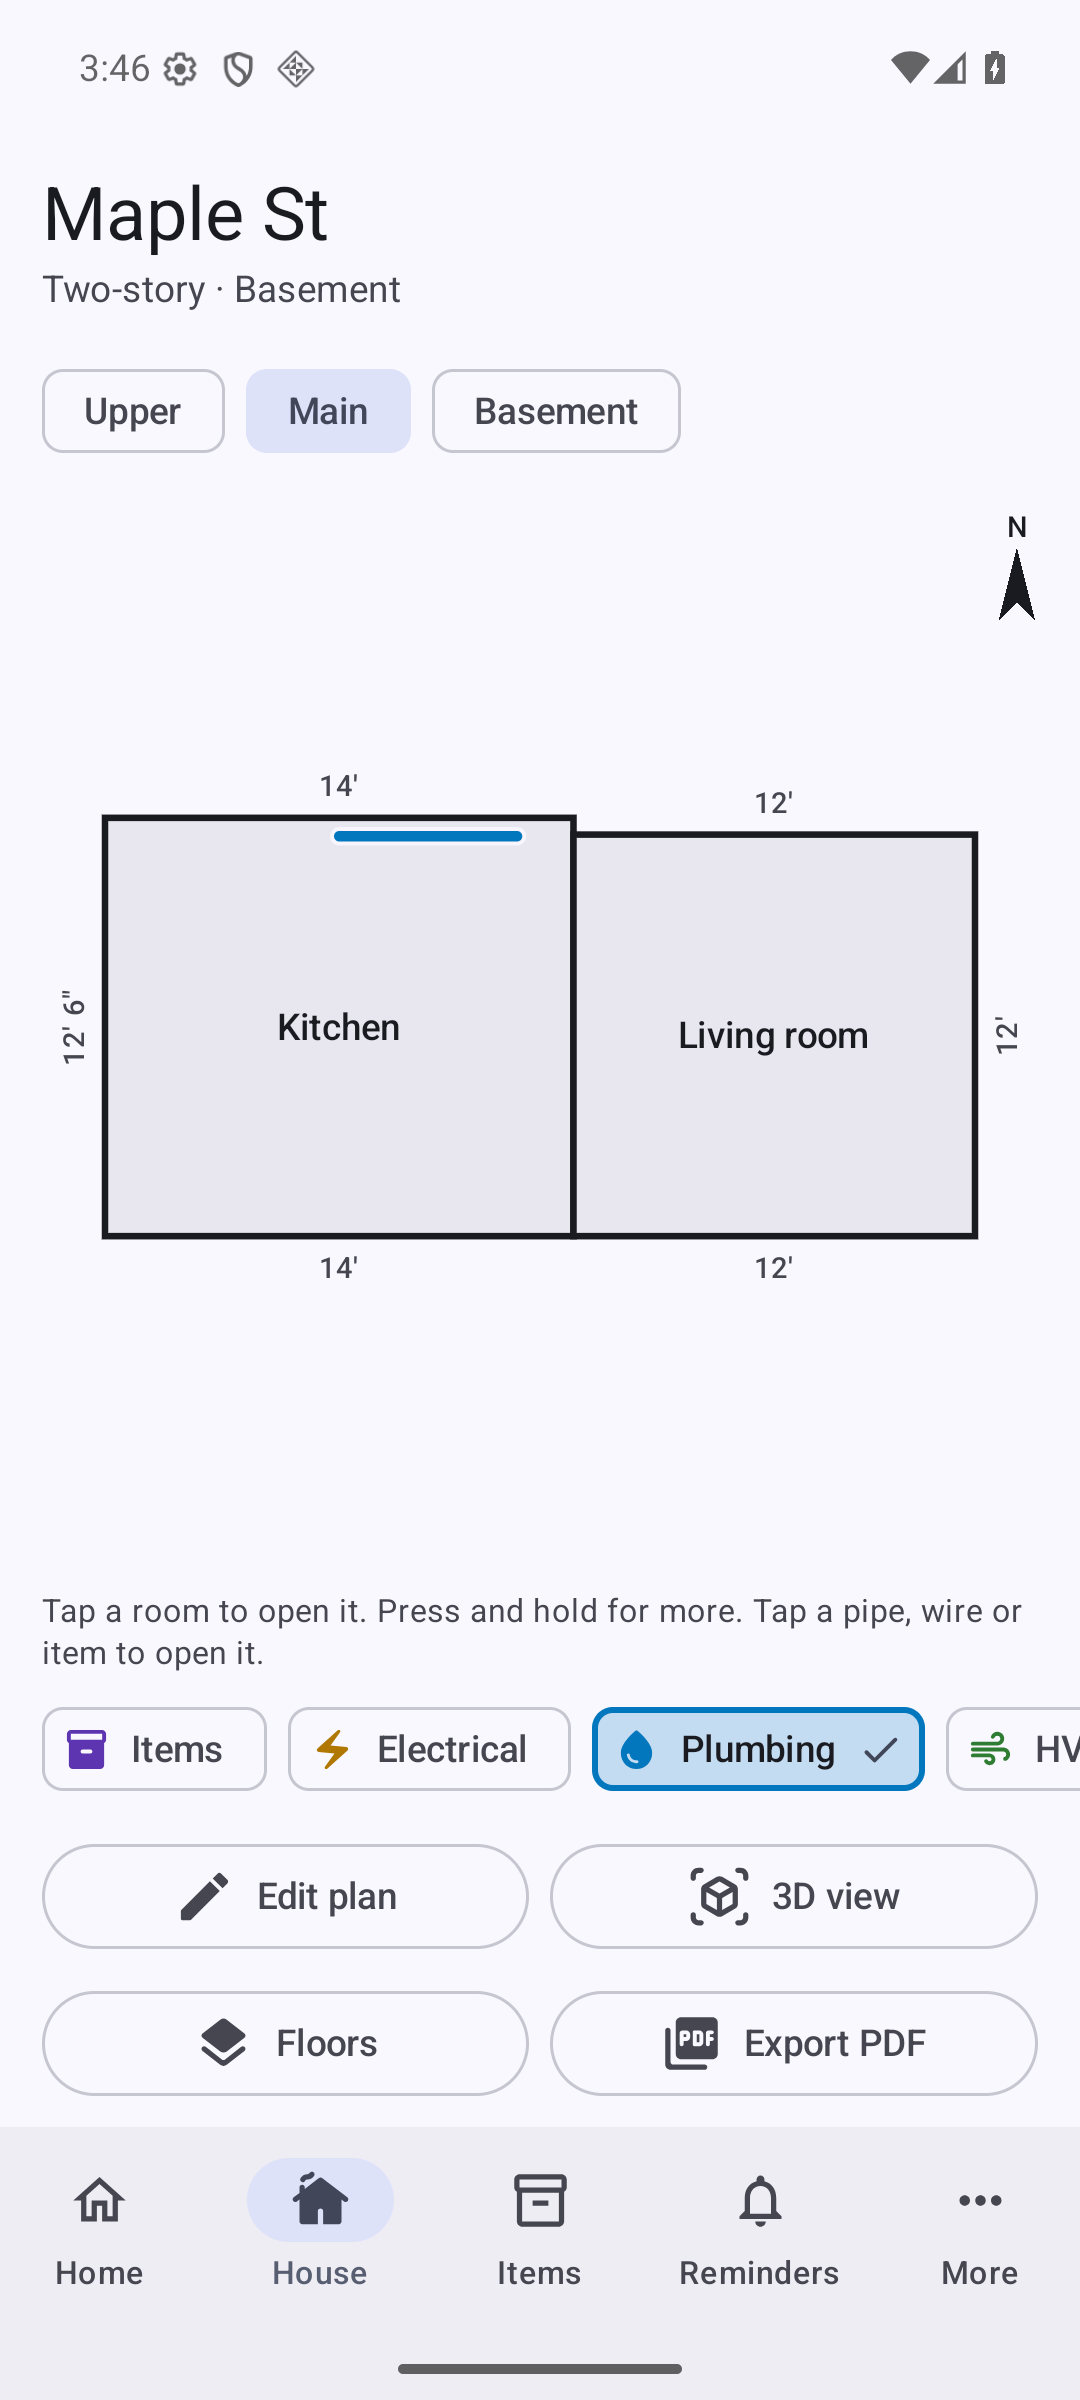 3:46
Maple St
Two-story · Basement
Upper
Main
Basement
N
14'
12'
12' 6"
Kitchen
Living room
12'
14'
12'
Tap a room to open it. Press and hold for more. Tap a pipe, wire or
item to open it.
Items
Electrical
Plumbing
HV
Edit plan
3D view
Floors
PDF
Export PDF
Home
House
Items
Reminders
More